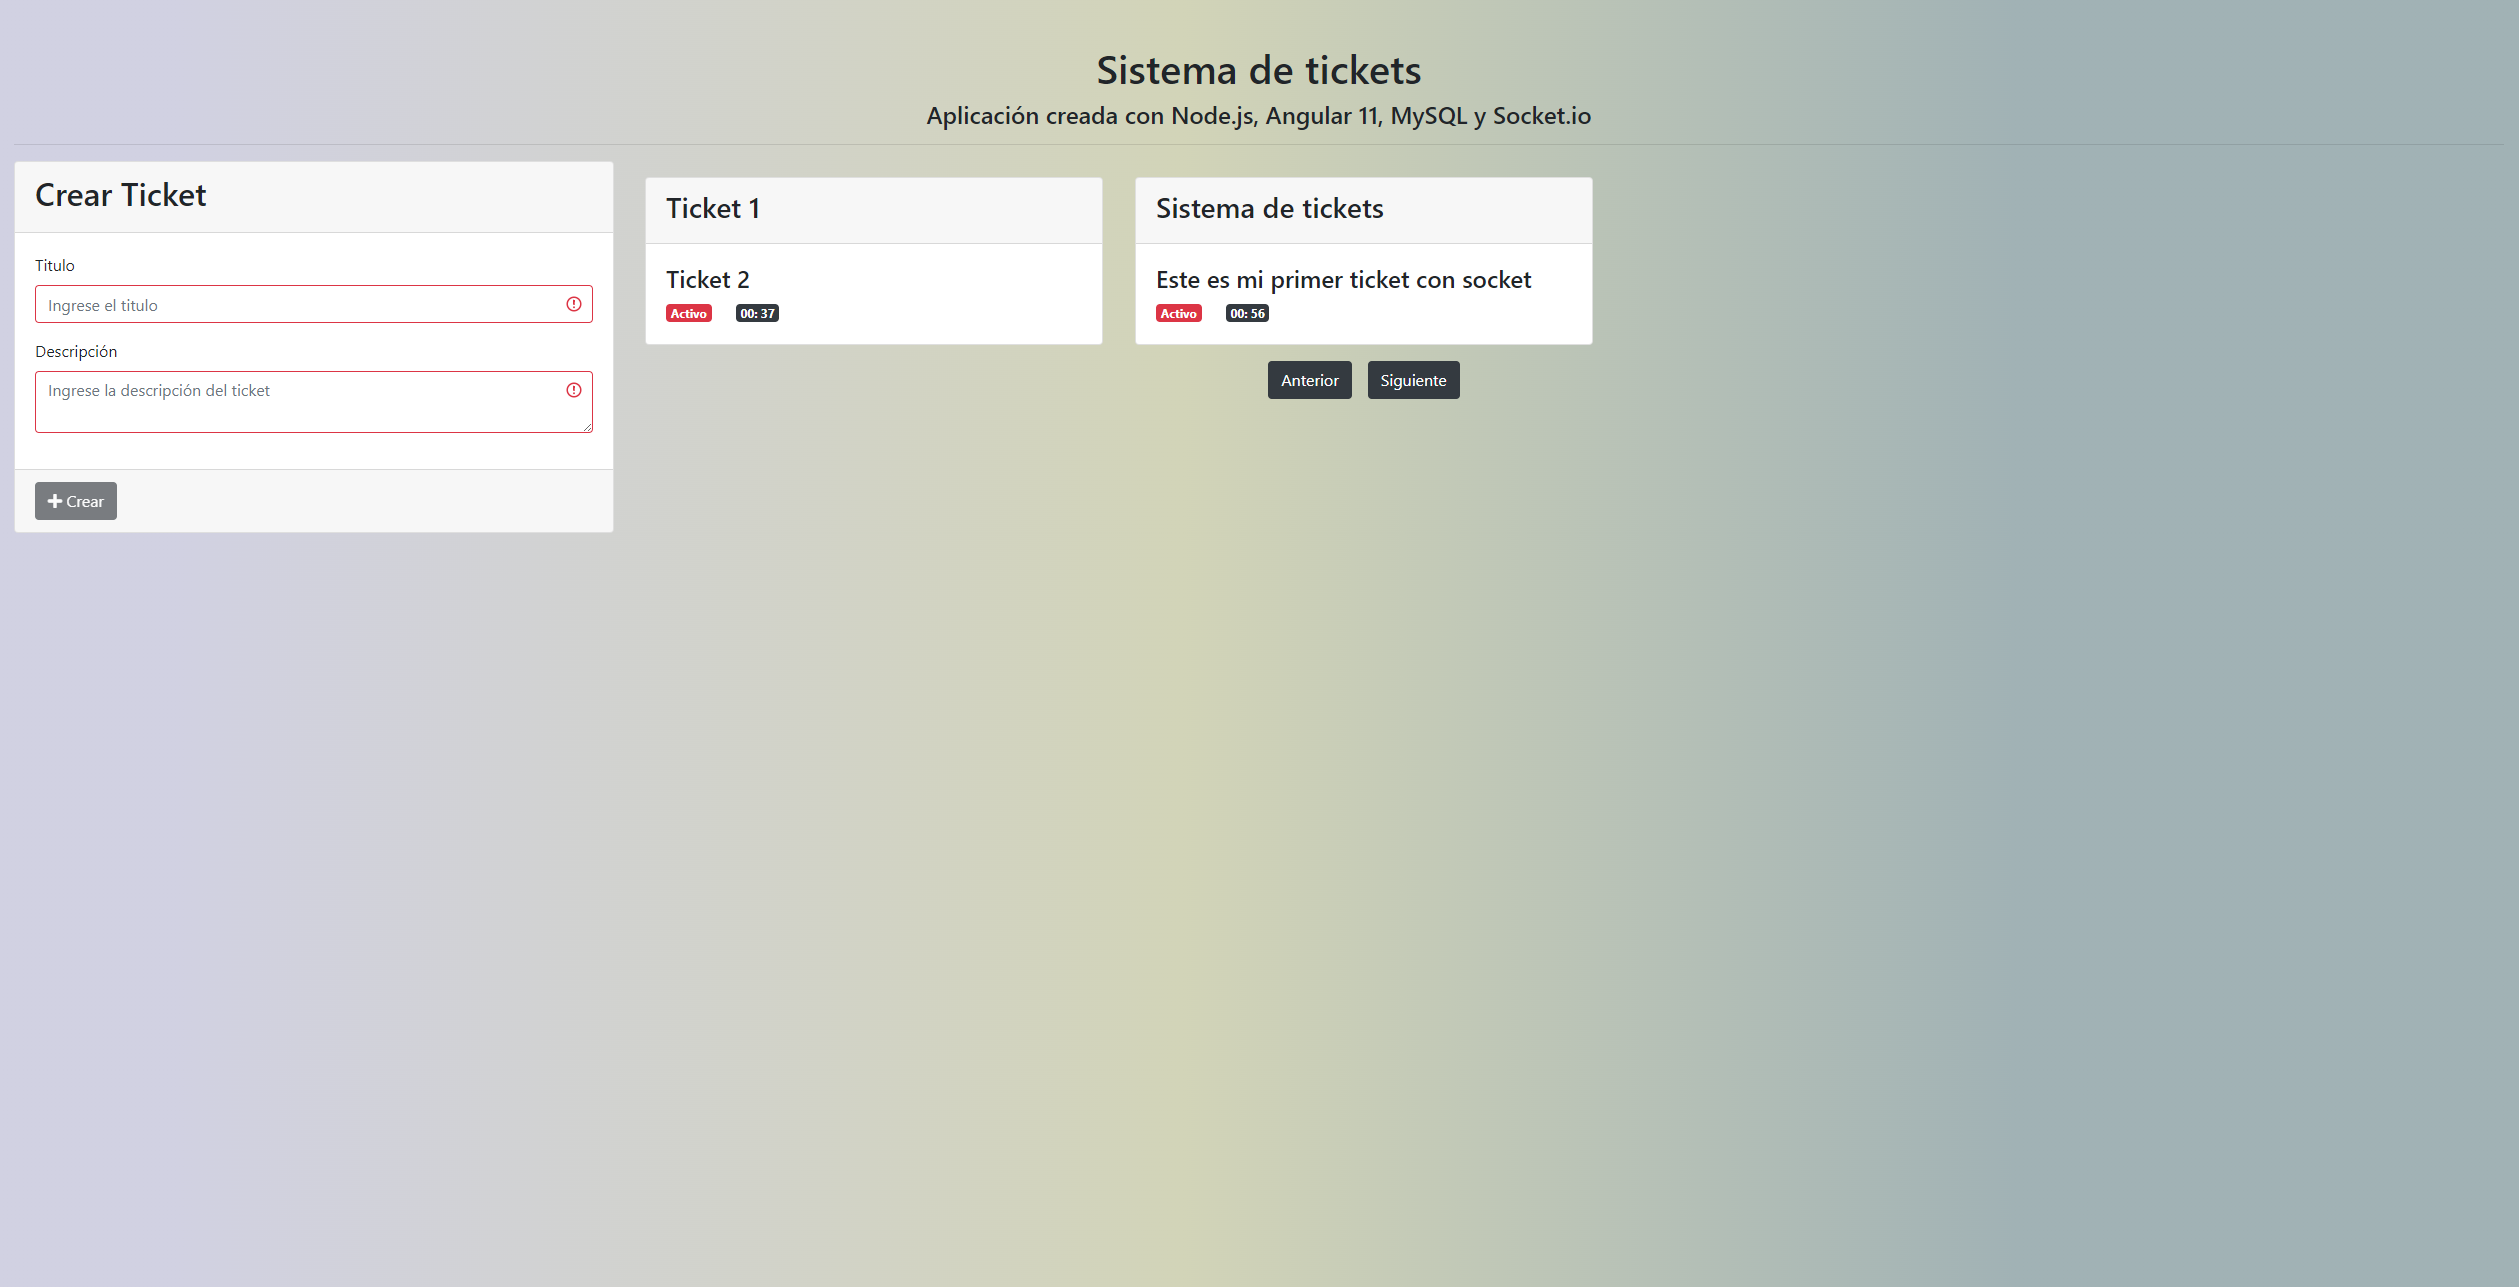 Sistema de tickets
Aplicación creada con Node.js, Angular 11, MySQL y Socket.io
Crear Ticket
Titulo
Ingrese el titulo
Descripción
Ingrese la descripción del ticket
Crear
Ticket 1
Ticket 2
Activo 00: 37
Sistema de tickets
Este es mi primer ticket con socket
Activo 00: 56
Anterior Siguiente